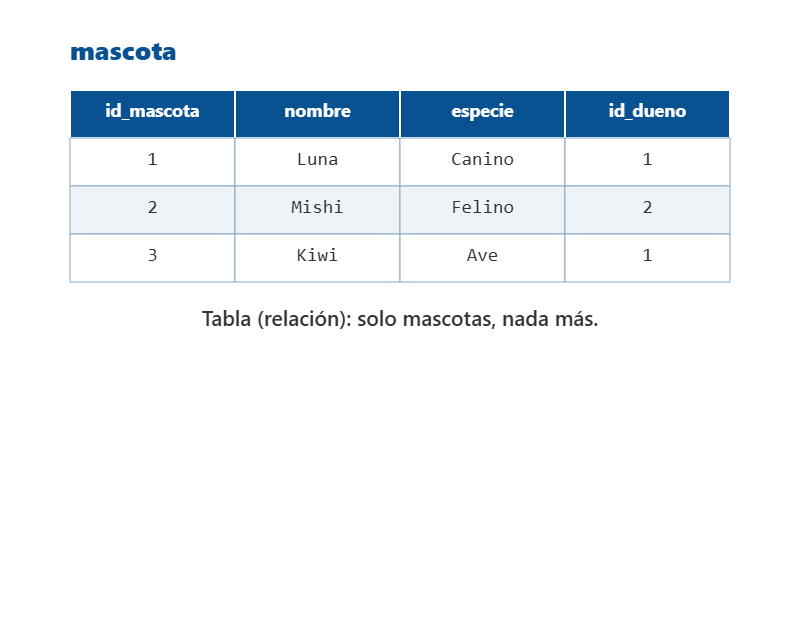 mascota
id_mascota nombre especie id_dueno
1 Luna Canino 1
2 Mishi Felino 2
3 Kiwi Ave 1
Tabla (relación): solo mascotas, nada más.